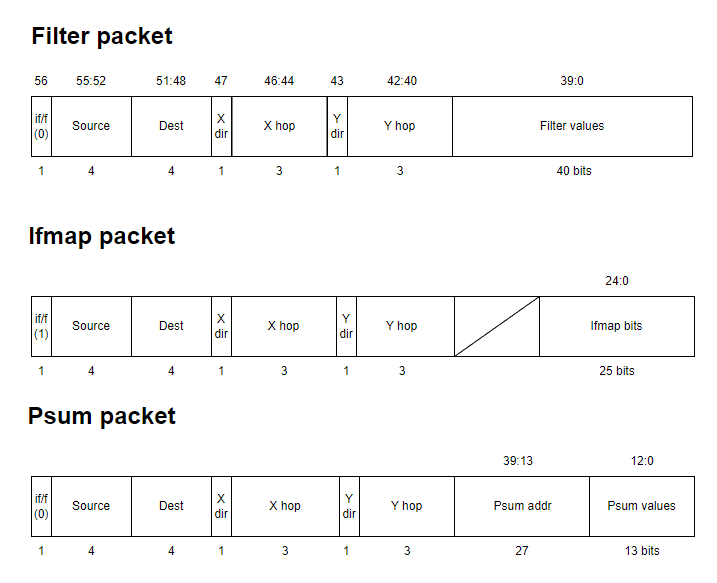 Filter packet
56 55:52 51:48 47 46:44 43 42:40 39:0
if/f (0) Source Dest X dir X hop Y dir Y hop Filter values
1 4 4 1 3 1 3 40 bits
Ifmap packet
24:0
if/f (1) Source Dest X dir X hop Y dir Y hop Ifmap bits
1 4 4 1 3 1 3 25 bits
Psum packet
39:13 12:0
if/f (0) Source Dest X dir X hop Y dir Y hop Psum addr Psum values
1 4 4 1 3 1 3 27 13 bits